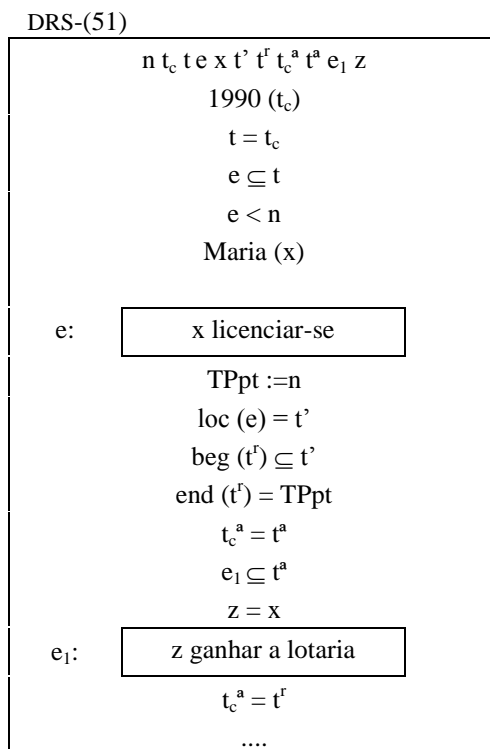 DRS-(51)
n t_c t e x t’ t^r t_c^a t^a e_1 z
1990 (t_c)
t = t_c
e ⊆ t
e < n
Maria (x)
e: x licenciar-se
TPpt :=n
loc (e) = t’
beg (t^r) ⊆ t’
end (t^r) = TPpt
t_c^a = t^a
e_1 ⊆ t^a
z = x
e_1: z ganhar a lotaria
t_c^a = t^r
....